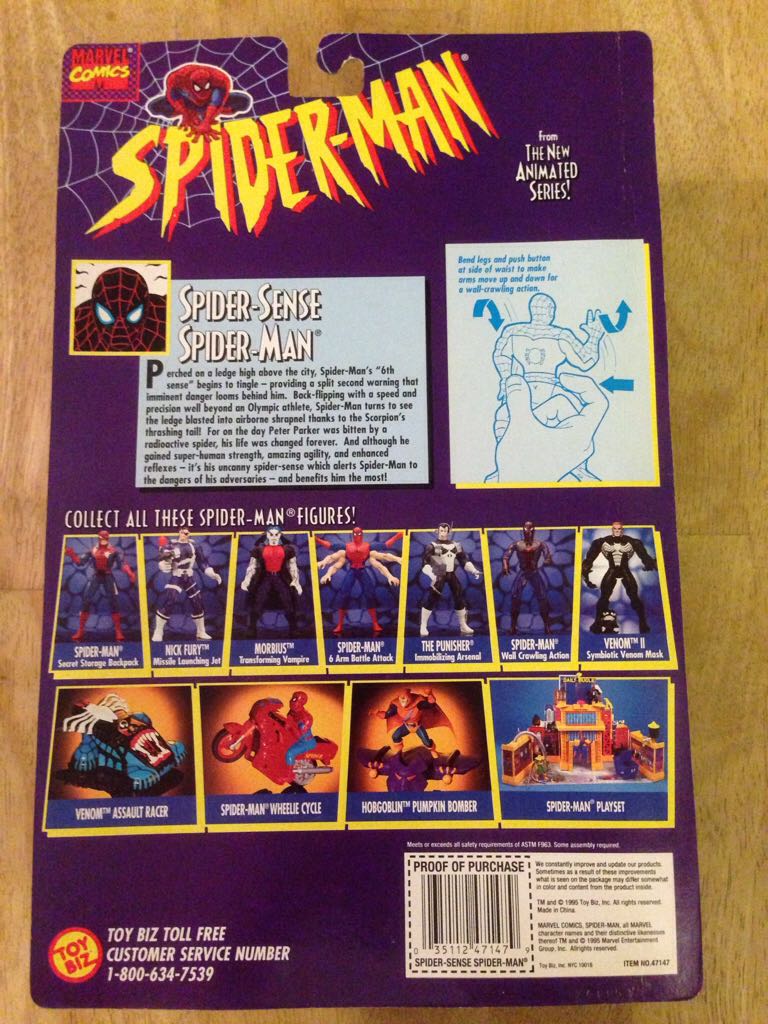 MARVEL
COMICS
SPIDER-MAN®
from
THE NEW
ANIMATED
SERIES!
Bend legs and push button
at side of waist to make
arms move up and down for
a wall-crawling action.
SPIDER-SENSE
SPIDER-MAN®
Perched on a ledge high above the city, Spider-Man's "6th
sense" begins to tingle – providing a split second warning that
imminent danger looms behind him. Back-flipping with a speed and
precision well beyond an Olympic athlete, Spider-Man turns to see
the ledge blasted into airborne shrapnel thanks to the Scorpion's
thrashing tail! For on the day Peter Parker was bitten by a
radioactive spider, his life was changed forever. And although he
gained super-human strength, amazing agility, and enhanced
reflexes – it's his uncanny spider-sense which alerts Spider-Man to
the dangers of his adversaries – and benefits him the most!
COLLECT ALL THESE SPIDER-MAN® FIGURES!
SPIDER-MAN®
Secret Storage Backpack
NICK FURY™
Missile Launching Jet
MORBIUS™
Transforming Vampire
SPIDER-MAN®
6 Arm Battle Attack
THE PUNISHER®
Immobilizing Arsenal
SPIDER-MAN®
Wall Crawling Action
VENOM™ II
Symbiotic Venom Mask
DAILY BUGLE
VENOM™ ASSAULT RACER
SPIDER-MAN® WHEELIE CYCLE
HOBGOBLIN™ PUMPKIN BOMBER
SPIDER-MAN® PLAYSET
Meets or exceeds all safety requirements of ASTM F963. Some assembly required.
PROOF OF PURCHASE
0 35112 47147 9
SPIDER-SENSE SPIDER-MAN®
We constantly improve and update our products.
Sometimes as a result of these improvements
what is seen on the package may differ somewhat
in color and content from the product inside.
TM and © 1995 Toy Biz, Inc. All rights reserved.
Made in China.
MARVEL COMICS, SPIDER-MAN, all MARVEL
character names and their distinctive likenesses
thereof TM and © 1995 Marvel Entertainment
Group, Inc. All rights reserved.
Toy Biz, Inc. NYC 10016
ITEM NO.47147
TOY
BIZ
TOY BIZ TOLL FREE
CUSTOMER SERVICE NUMBER
1-800-634-7539